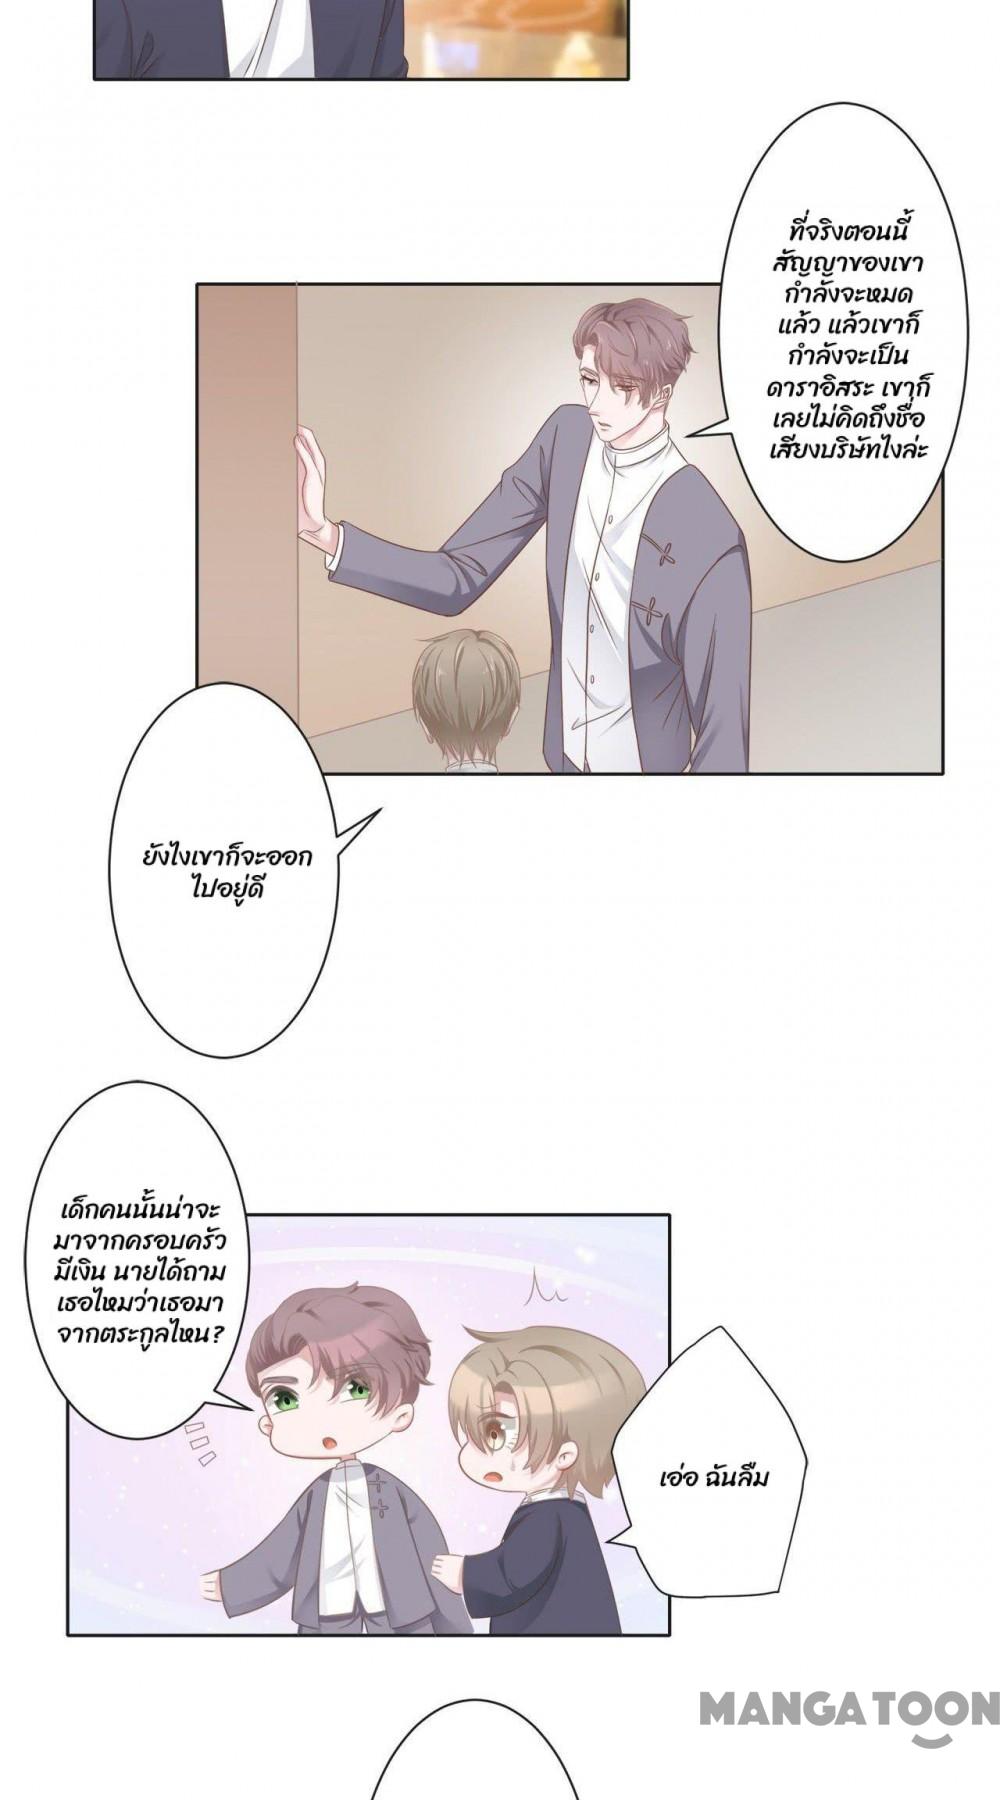 ที่จริงตอนนี้
สัญญาของเขา
กำลังจะหมด
แล้ว แล้วเขาก็
กำลังจะเป็น
ดาราอิสระ เขาก็
เลยไม่คิดถึงชื่อ
เสียงบริษัทไงล่ะ
ยังไงเขาก็จะออก
ไปอยู่ดี
เด็กคนนั้นน่าจะ
มาจากครอบครัว
มีเงิน นายได้ถาม
เธอไหมว่าเธอมา
จากตระกูลไหน?
เอ่อ ฉันลืม
MANGATOON